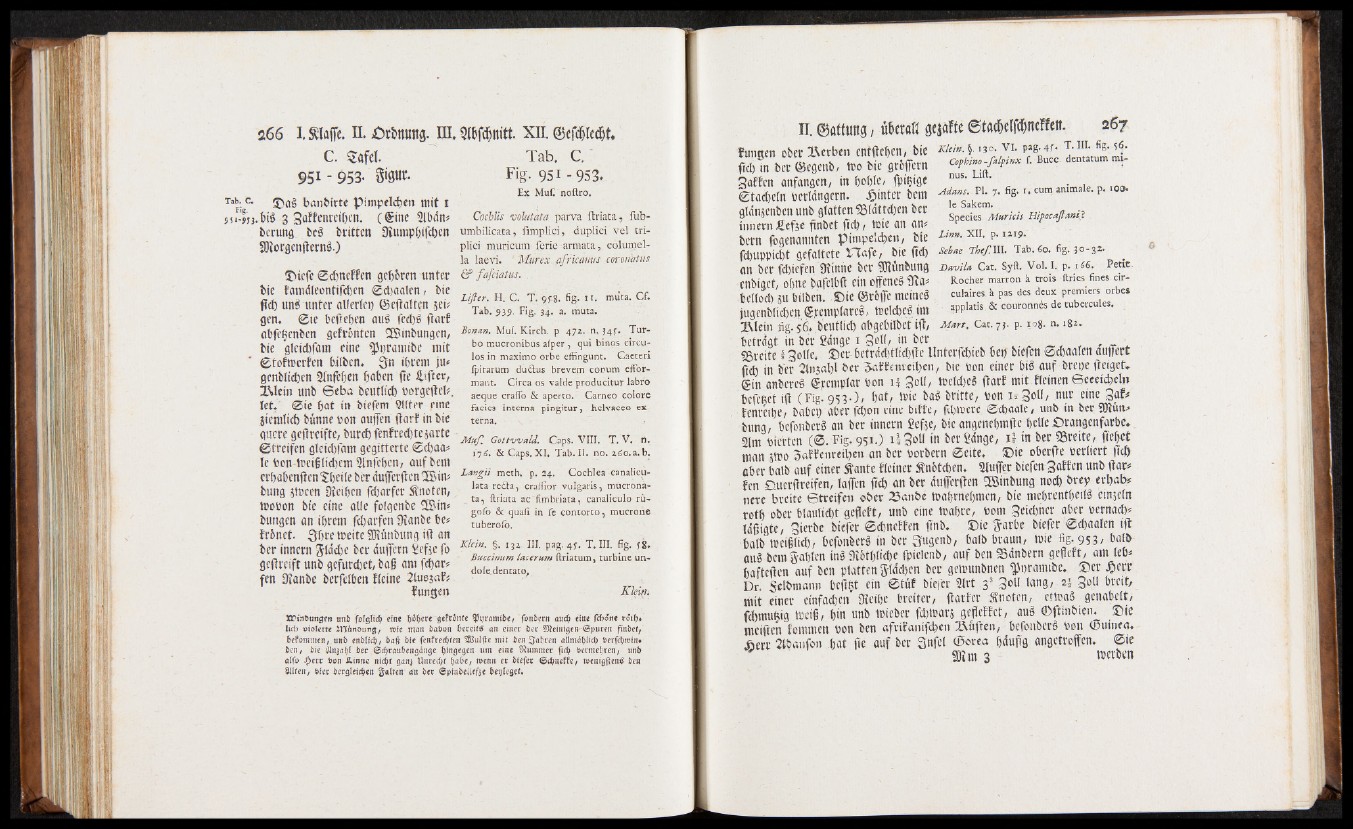 266 I. Klasse. II. Ordnung. III. Abschnitt. XII. Geschlecht.
C. Tafel.
951 - 953. Figur.
Tab. C.
Fig.
951-953.
Das bandirte Pimpelchen mit 1
bis 3 Zakkenreihen. (Eine Abän-
derung des dritten Rumphischen
Morgensterns.)
Diese Schnekken gehören unter
die kamäleontischen Schaalen, die
sich uns unter allerley Gestalten zei-
gen. Sie bestehen aus sechs stark
absetzenden gekrönten Windungen,
die gleichsam eine Pyramide mit
Stokwerken bilden. In ihrem ju-
gendlichen Ansehen haben sie Lister,
Klein und Seba deutlich vorgestel-
let. Sie hat in diesem Alter eine
ziemlich dünne von aussen stark in die
quere gestreifte, durch senkrechte zarte
Streifen gleichsam gegitterte Schaa-
le von weißlichem Ansehen, auf dem
erhabensten Theile der äussersten Win-
dung zween Reihen scharfer Knoten,
wovon die eine alle folgende Win-
dungen an ihrem scharfen Rande be-
krönet. Ihre weite Mündung ist an
der innern Fläche der äussern Lefze so
gestreift und gefurchet, daß am schar-
fen Rande derselben kleine Auszak-
kungen
Tab. C.
Fig. 951 - 953.
Ex Mus. nostro.
Cochlis volutata parva striata, sub-
umbilicata, simplici, duplici vel tri-
plici muricum serie armata, columel-
la laevi. Murex africanus coronatus
& fasciatus.
Lister. H. C. T. 958. fig. 11. muta. Cf.
Tab. 939. Fig. 34. a. muta.
Bonan. Mus. Kirch. p 472. n. 345. Tur-
bo mucronibus asper, qui binos circu-
los in maximo orbe effingunt. Caeteri
spirarum ductus brevem conum effor-
mant. Circa os valde producitur labro
aeque crasso & aperto. Carneo colore
facies interna pingitur, helvaceo ex
terna.
Mus. Gottvvald. Caps. VIII. T. V. n.
176. & Caps. XI. Tab. II. no. 260. a. b.
Langii meth. p. 24. Cochlea canalicu-
lata recta, crassior vulgaris, mucrona-
ta, striata ac fimbriata, canaliculo ru-
goso & quasi in se contorto, mucrone
tuberoso.
Klein. §. 132 III. pag. 45. T. III. fig. 58.
Buccinum lacerum striatum, turbine un-
dole dentato,
Klein.
Windungen und folglich eine höhere gekrönte Pyramide, sondern auch eine schöne röth-
lich violette Mündung, wie man davon bereits an einer der Meinigen Spuren findet,
bekommen, und endlich, daß die senkrechten Wulste mit den Jahren allmählich verschwin-
den, die Anzahl der Schraubengänge hingegen um eine Nummer sich vermehren, und
also Herr von Linne nicht ganz Unrecht habe, wenn er dieser Schnekke, wenigstens den
Alten, vier dergleichen Falten an der Spindellefze beyleget.
II. Gattung, überall gezakte Stachelschnekken. 267
kungen oder Kerben entstehen, die
sich in der Gegend, wo die grössern
Zakken anfangen, in hohle, spitzige
Stacheln verlängern. Hinter dem
glänzenden und glatten Blättchen der
innern Lefze findet sich, wie an an-
dern sogenannten Pimpelchen, die
schuppicht gefaltete Nase, die sich
an der schiefen Rinne der Mündung
endiget, ohne daselbst ein offenes Na-
belloch zu bilden. Die Grösse meines
jugendlichen Exemplares, welches im
Klein fig. 56. deutlich abgebildet ist,
beträgt in der Länge 1 Zoll, in der
Klein. §. 130. VI. pag. 45. T. III. fig. 56.
Cophino-salpinx s. Bucc dentatum mi-
nus. List.
Adans. Pl. 7. fig. 1. cum animale. p. 100.
le Sakem.
Species Muricis Hipocastani?
Linn. XII. p. 1219.
Sebae Thes. III. Tab. 60. fig. 30-32.
Davila Cat. Syst. Vol. I. p. 166. Petit
Rocher marron à trois stries fines cir-
culaires à pas des deux premiers orbes
applatis & couronnés de tubercules.
Mart. Cat. 73. p. 108. n. 182.
Breite Zolle. Der beträchtlichste Unterschied bey diesen Schaalen äussert
sich in der Anzahl der Zakkenreihen, die von einer bis auf dreye steiget.
Ein anderes Exemplar von Zoll, welches stark mit kleinen Seeeicheln
besetzet ist (Fig. 953.), hat, wie das dritte, von Zoll, nur eine Zak-
kenreihe, dabey aber schon eine dikke, schwere Schaale, und in der Mün-
dung, besonders an der innern Lefze, die angenehmste helle Orangenfarbe.
Am vierten (S. Fig. 951.) Zoll in der Länge, in der Breite, siehet
man zwo Zakkenreihen an der vordern Seite. Die oberste verliert sich
aber bald auf einer Kante kleiner Knötchen. Ausser diesen Zakken und star-
ken Queerstreifen, lassen sich an der äussersten Windung noch drey erhab-
nere breite Streifen oder Bande wahrnehmen, die mehrentheils einzeln
roth oder blaulicht geflekt, und eine wahre, vom Zeichner aber vernach-
läßigte, Zierde dieser Schnekken sind. Die Farbe dieser Schaalen ist
bald weißlich, besonders in der Jugend, bald braun, wie fig. 953, bald
aus dem Fahlen ins Röthliche spielend, auf den Bändern geflekt, am leb-
haftesten auf den platten Flächen der gewundnen Pyramide. Der Herr
Dr. Feldmann besitzt ein Stük dieser Art Zoll lang, Zoll breit,
mit einer einfachen Reihe breiter, starker Knoten, etwas genabelt,
schmutzig weiß, hin und wieder schwarz geflekket, aus Ostindien. Die
meisten kommen von den afrikanischen Küsten, besonders von Guinea.
Herr Adanson hat sie auf der Insel Gorea häufig angetroffen. Sie
Mm 3 werden